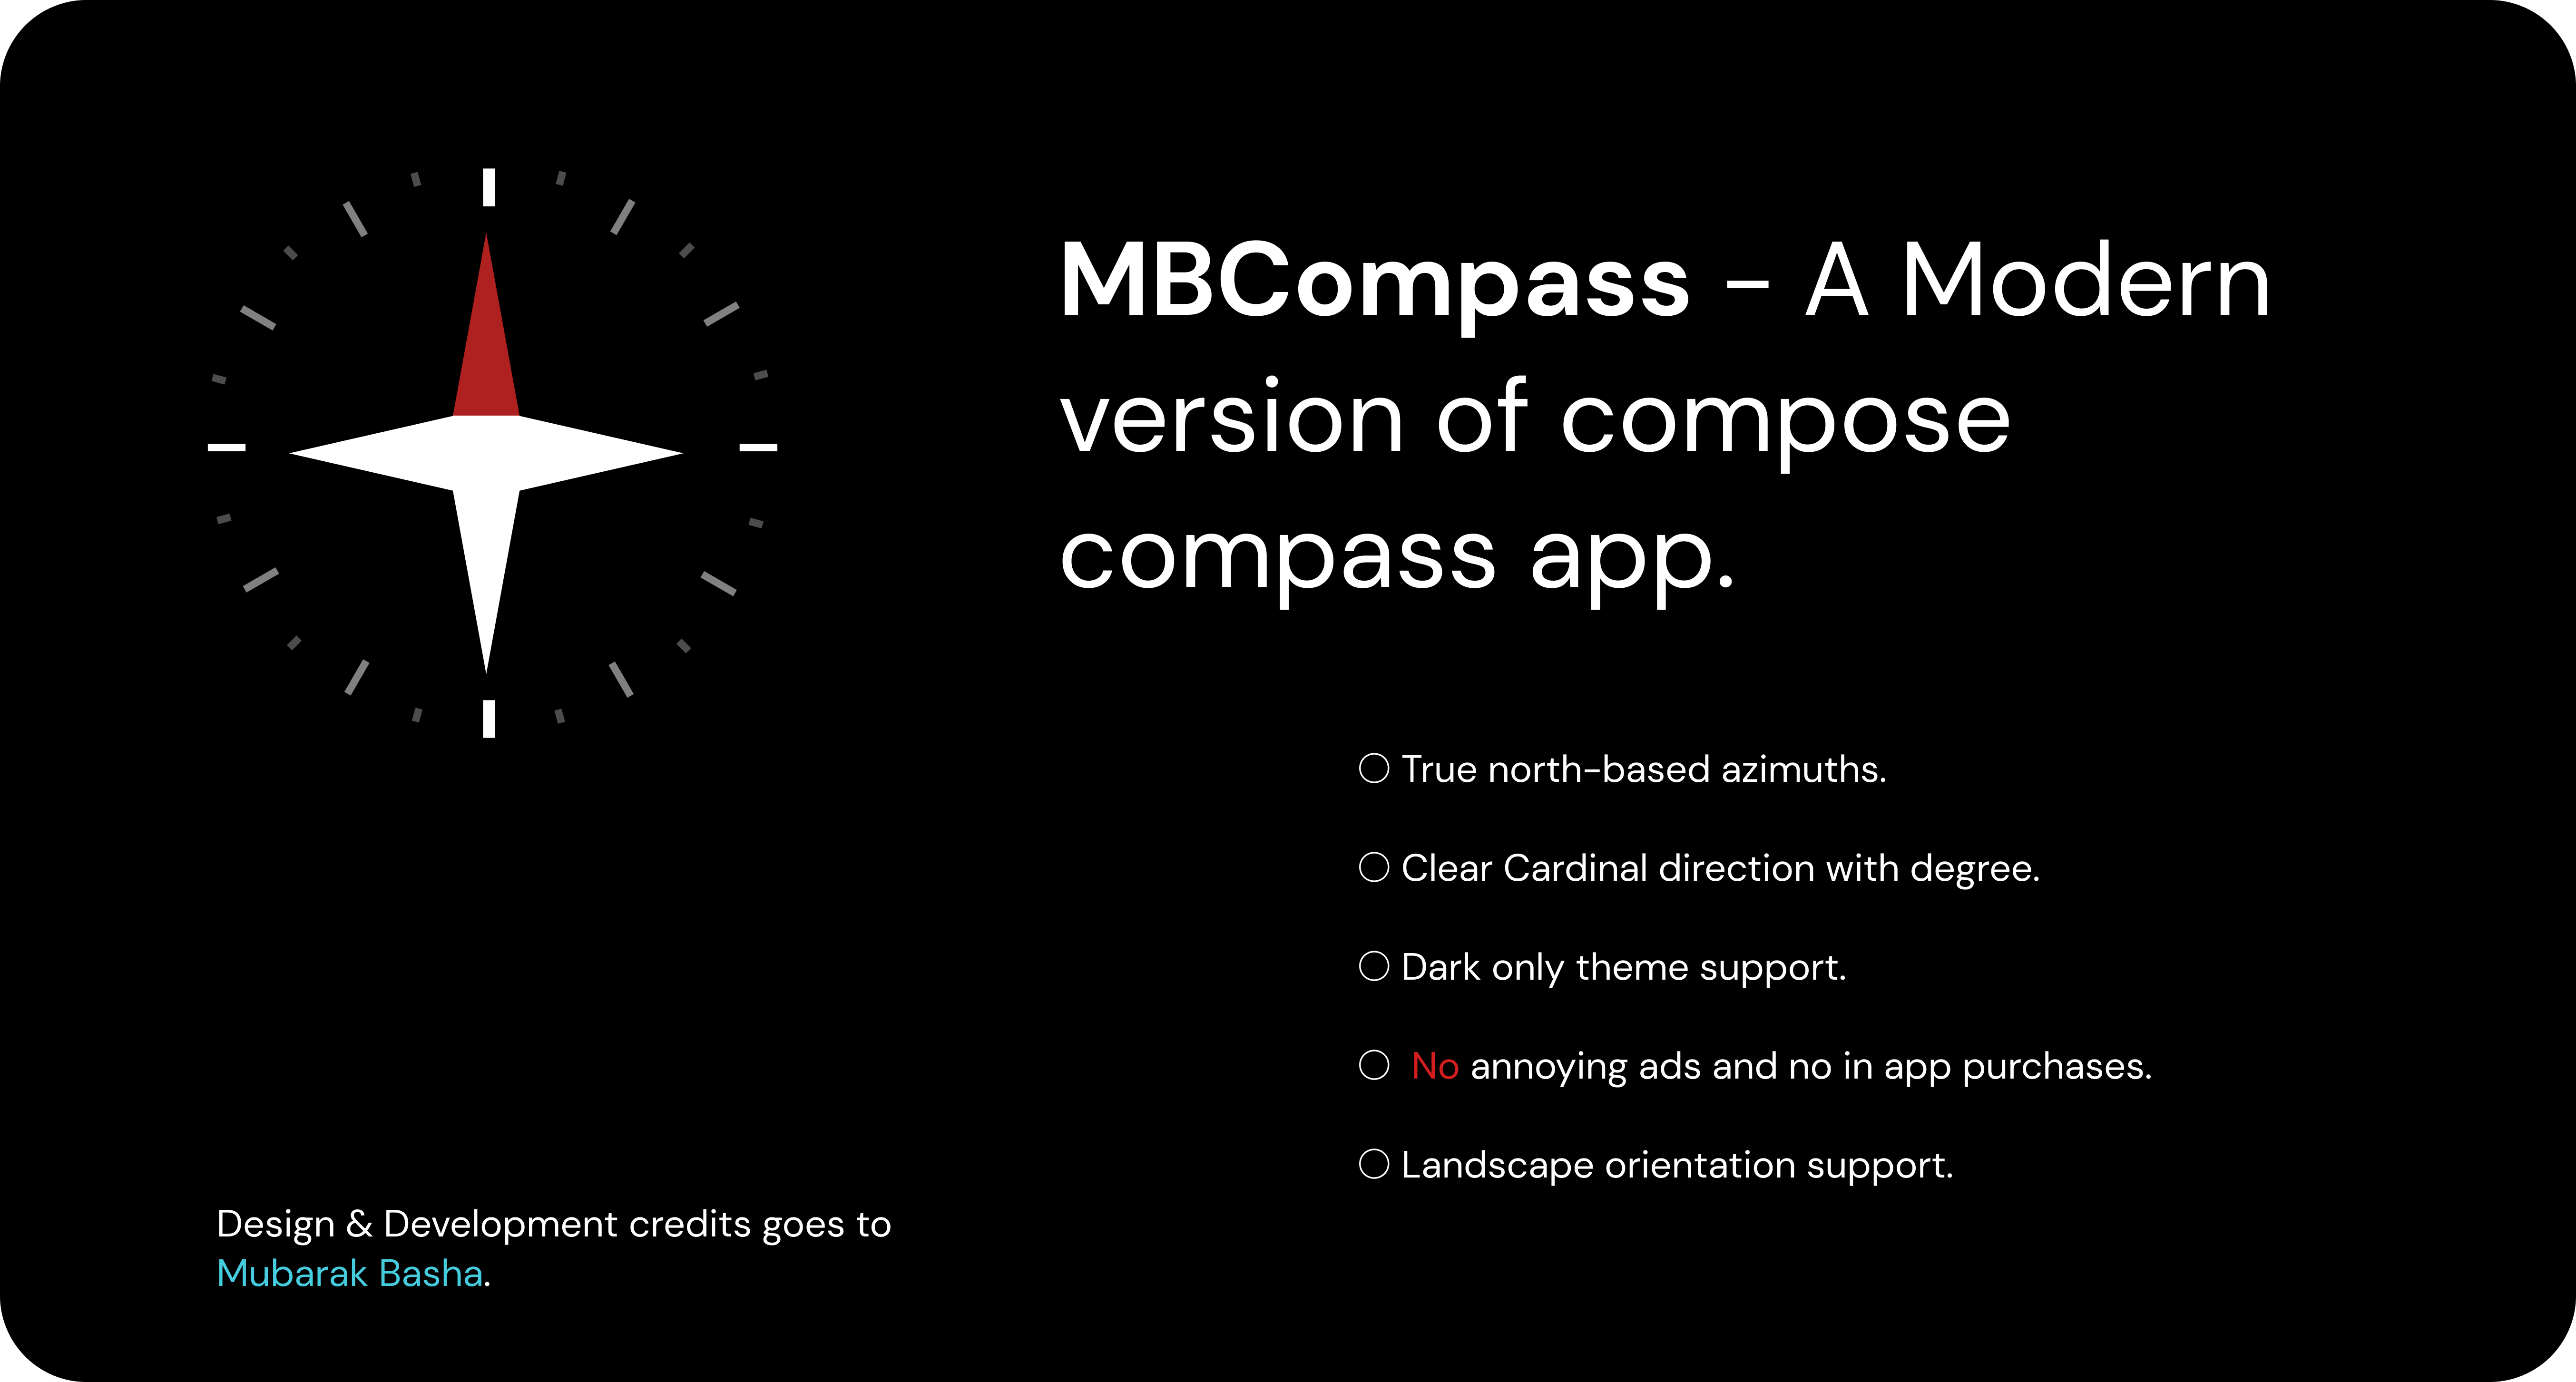 MBCompass - A Modern
version of compose
compass app.
True north-based azimuths.
Clear Cardinal direction with degree.
Dark only theme support.
No annoying ads and no in app purchases.
Landscape orientation support.
Design & Development credits goes to
Mubarak Basha.